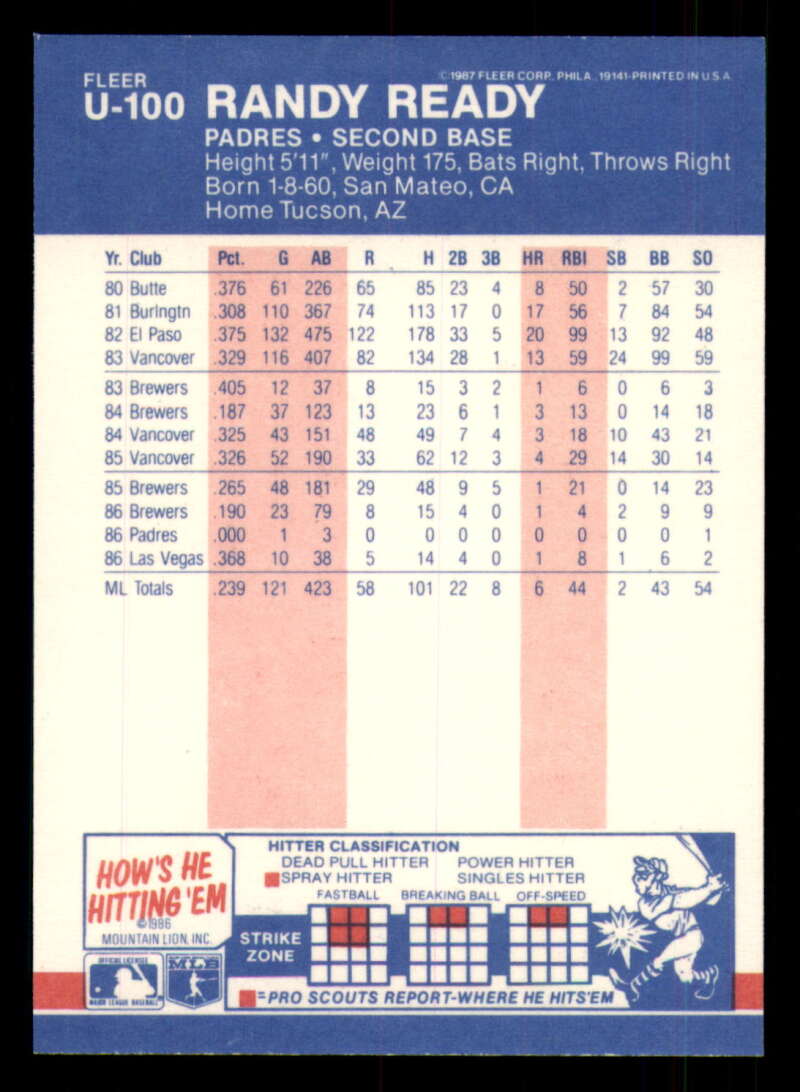 FLEER
©1987 FLEER CORP. PHILA. 19141-PRINTED IN U.S.A.
U-100 RANDY READY
PADRES • SECOND BASE
Height 5'11", Weight 175, Bats Right, Throws Right
Born 1-8-60, San Mateo, CA
Home Tucson, AZ
Yr. Club Pct. G AB R H 2B 3B HR RBI SB BB SO
80 Butte .376 61 226 65 85 23 4 8 50 2 57 30
81 Burlngtn .308 110 367 74 113 17 0 17 56 7 84 54
82 El Paso .375 132 475 122 178 33 5 20 99 13 92 48
83 Vancover .329 116 407 82 134 28 1 13 59 24 99 59
83 Brewers .405 12 37 8 15 3 2 1 6 0 6 3
84 Brewers .187 37 123 13 23 6 1 3 13 0 14 18
84 Vancover .325 43 151 48 49 7 4 3 18 10 43 21
85 Vancover .326 52 190 33 62 12 3 4 29 14 30 14
85 Brewers .265 48 181 29 48 9 5 1 21 0 14 23
86 Brewers .190 23 79 8 15 4 0 1 4 2 9 9
86 Padres .000 1 3 0 0 0 0 0 0 0 0 1
86 Las Vegas .368 10 38 5 14 4 0 1 8 1 6 2
ML Totals .239 121 423 58 101 22 8 6 44 2 43 54
HOW'S HE
HITTING 'EM
©1986
MOUNTAIN LION, INC.
OFFICIAL LICENSEE
MAJOR LEAGUE BASEBALL
MLB
HITTER CLASSIFICATION
DEAD PULL HITTER POWER HITTER
SPRAY HITTER SINGLES HITTER
FASTBALL BREAKING BALL OFF-SPEED
STRIKE
ZONE
=PRO SCOUTS REPORT-WHERE HE HITS'EM